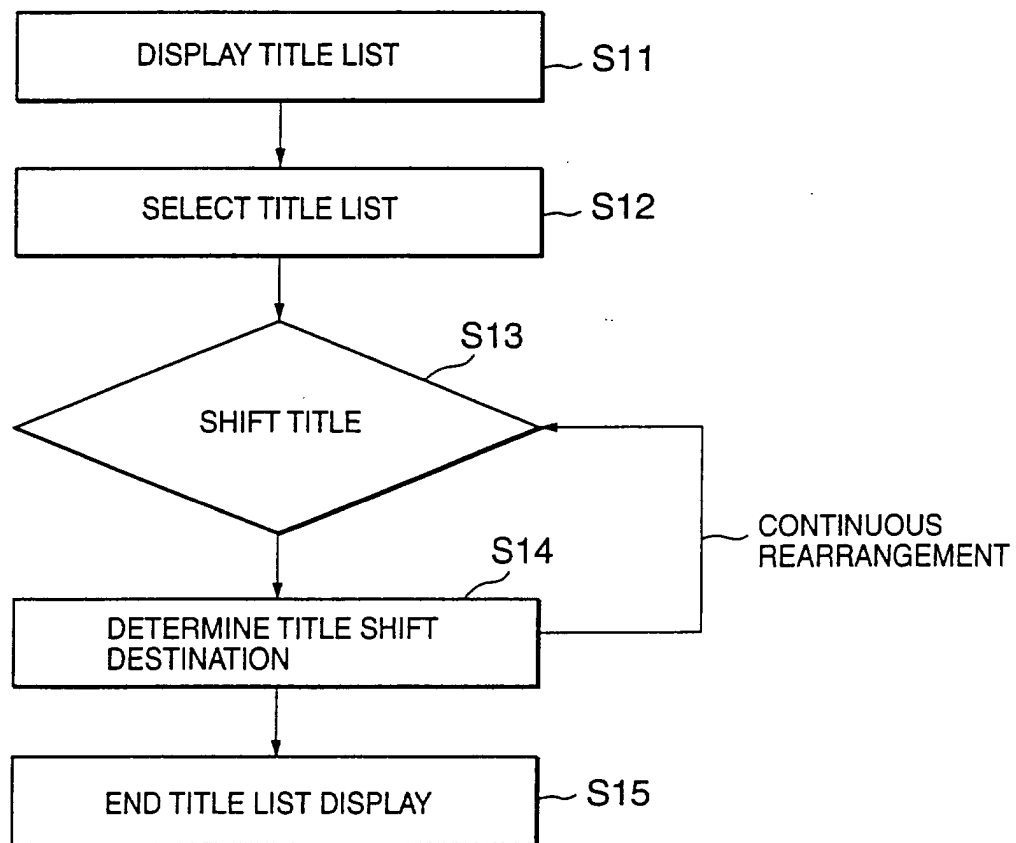 DISPLAY TITLE LIST
S11
SELECT TITLE LIST
S12
S13
SHIFT TITLE
CONTINUOUS
REARRANGEMENT
S14
DETERMINE TITLE SHIFT
DESTINATION
END TITLE LIST DISPLAY
S15